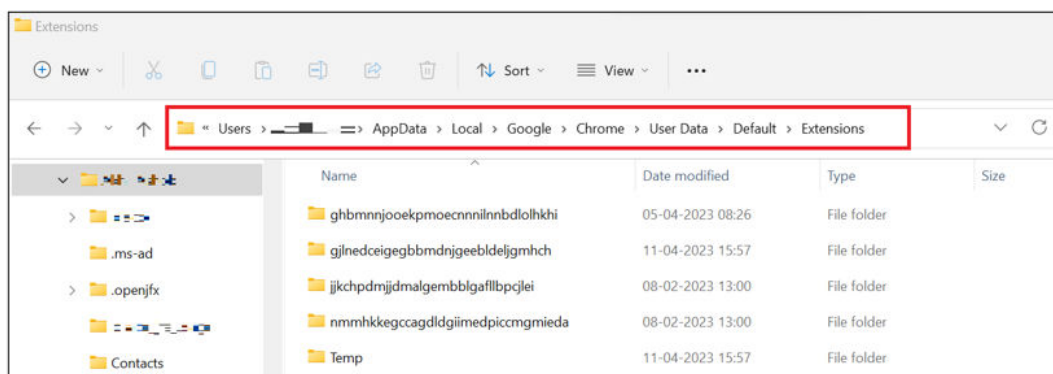 Extensions
New Sort View ...
« Users > > AppData > Local > Google > Chrome > User Data > Default > Extensions
Name Date modified Type Size
ghbmnnjooekpmoecnnnilnnbdlolhkhi 05-04-2023 08:26 File folder
gjlnedceigegbbmdnjgeebldeljgmhch 11-04-2023 15:57 File folder
.ms-ad
jjkchpdmjjdmalgembblgafllbpcjlei 08-02-2023 13:00 File folder
.openjfx
nmmhkkegccagdldgiimedpiccmgmieda 08-02-2023 13:00 File folder
Contacts
Temp 11-04-2023 15:57 File folder